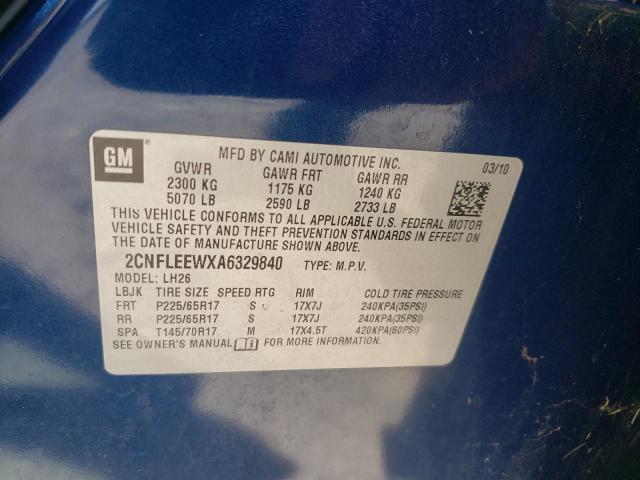 GM
MFD BY CAMI AUTOMOTIVE INC.
03/10
GVWR GAWR FRT GAWR RR
2300 KG 1175 KG 1240 KG
5070 LB 2590 LB 2733 LB
THIS VEHICLE CONFORMS TO ALL APPLICABLE U.S. FEDERAL MOTOR
VEHICLE SAFETY AND THEFT PREVENTION STANDARDS IN EFFECT ON
THE DATE OF MANUFACTURE SHOWN ABOVE.
2CNFLEEWXA6329840 TYPE: M.P.V.
MODEL: LH26
LBJK TIRE SIZE SPEED RTG RIM COLD TIRE PRESSURE
FRT P225/65R17 S 17X7J 240KPA(35PSI)
RR P225/65R17 S 17X7J 240KPA(35PSI)
SPA T145/70R17 M 17X4.5T 420KPA(60PSI)
SEE OWNER'S MANUAL FOR MORE INFORMATION.